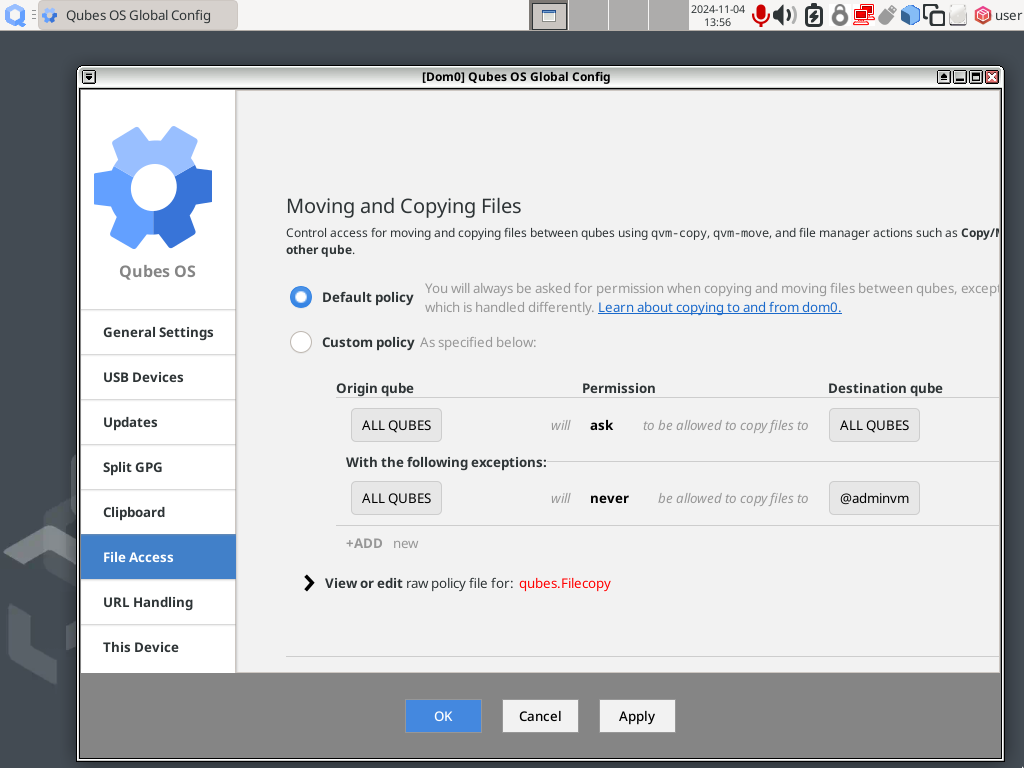 Qubes OS Global Config
2024-11-04
13:56
user
[Dom0] Qubes OS Global Config
Qubes OS
General Settings
USB Devices
Updates
Split GPG
Clipboard
File Access
URL Handling
This Device
Moving and Copying Files
Control access for moving and copying files between qubes using qvm-copy, qvm-move, and file manager actions such as Copy/
other qube.
Default policy
You will always be asked for permission when copying and moving files between qubes, except
which is handled differently. Learn about copying to and from dom0.
Custom policy As specified below:
Origin qube Permission Destination qube
ALL QUBES will ask to be allowed to copy files to ALL QUBES
With the following exceptions:
ALL QUBES will never be allowed to copy files to @adminvm
+ADD new
View or edit raw policy file for: qubes.Filecopy
OK Cancel Apply